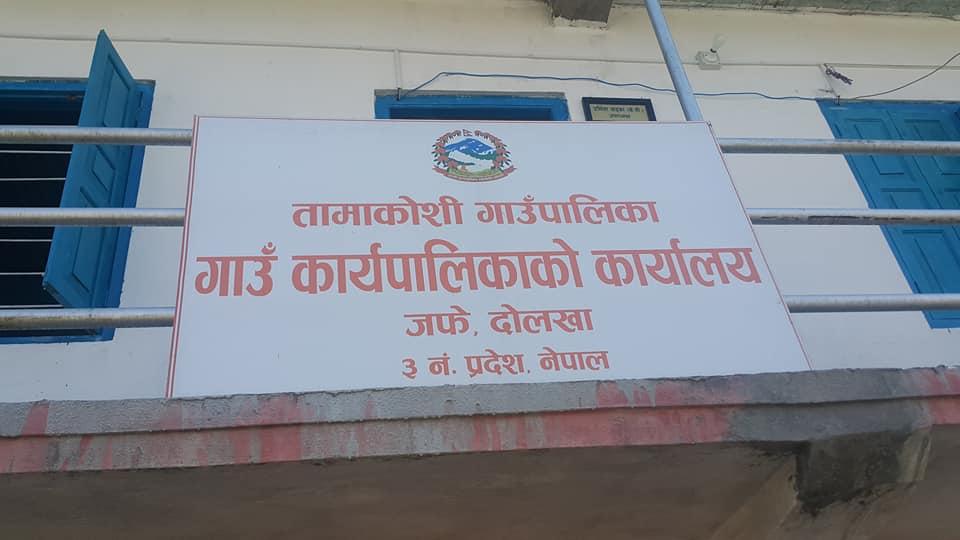 तामाकोशी गाउँपालिका
गाउँ कार्यपालिकाको कार्यालय
जफे, दोलखा
३ नं. प्रदेश, नेपाल